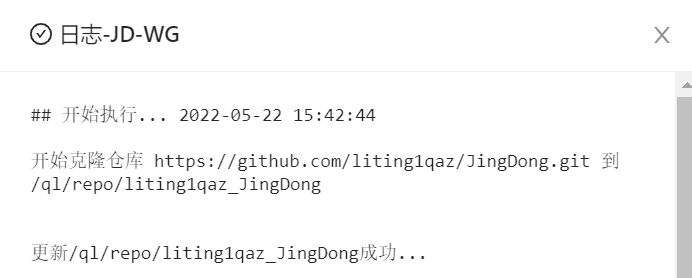 日志-JD-WG
## 开始执行... 2022-05-22 15:42:44
开始克隆仓库 https://github.com/liting1qaz/JingDong.git 到
/ql/repo/liting1qaz_JingDong
更新/ql/repo/liting1qaz_JingDong成功...